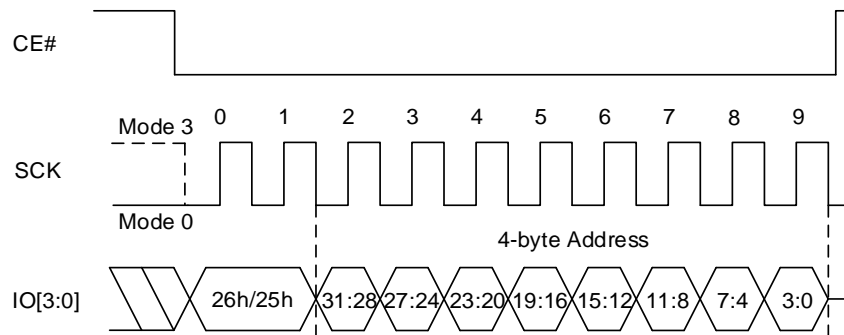 CE#
0 1 2 3 4 5 6 7 8 9
Mode 3
SCK
Mode 0
4-byte Address
IO[3:0] 26h/25h 31:28 27:24 23:20 19:16 15:12 11:8 7:4 3:0